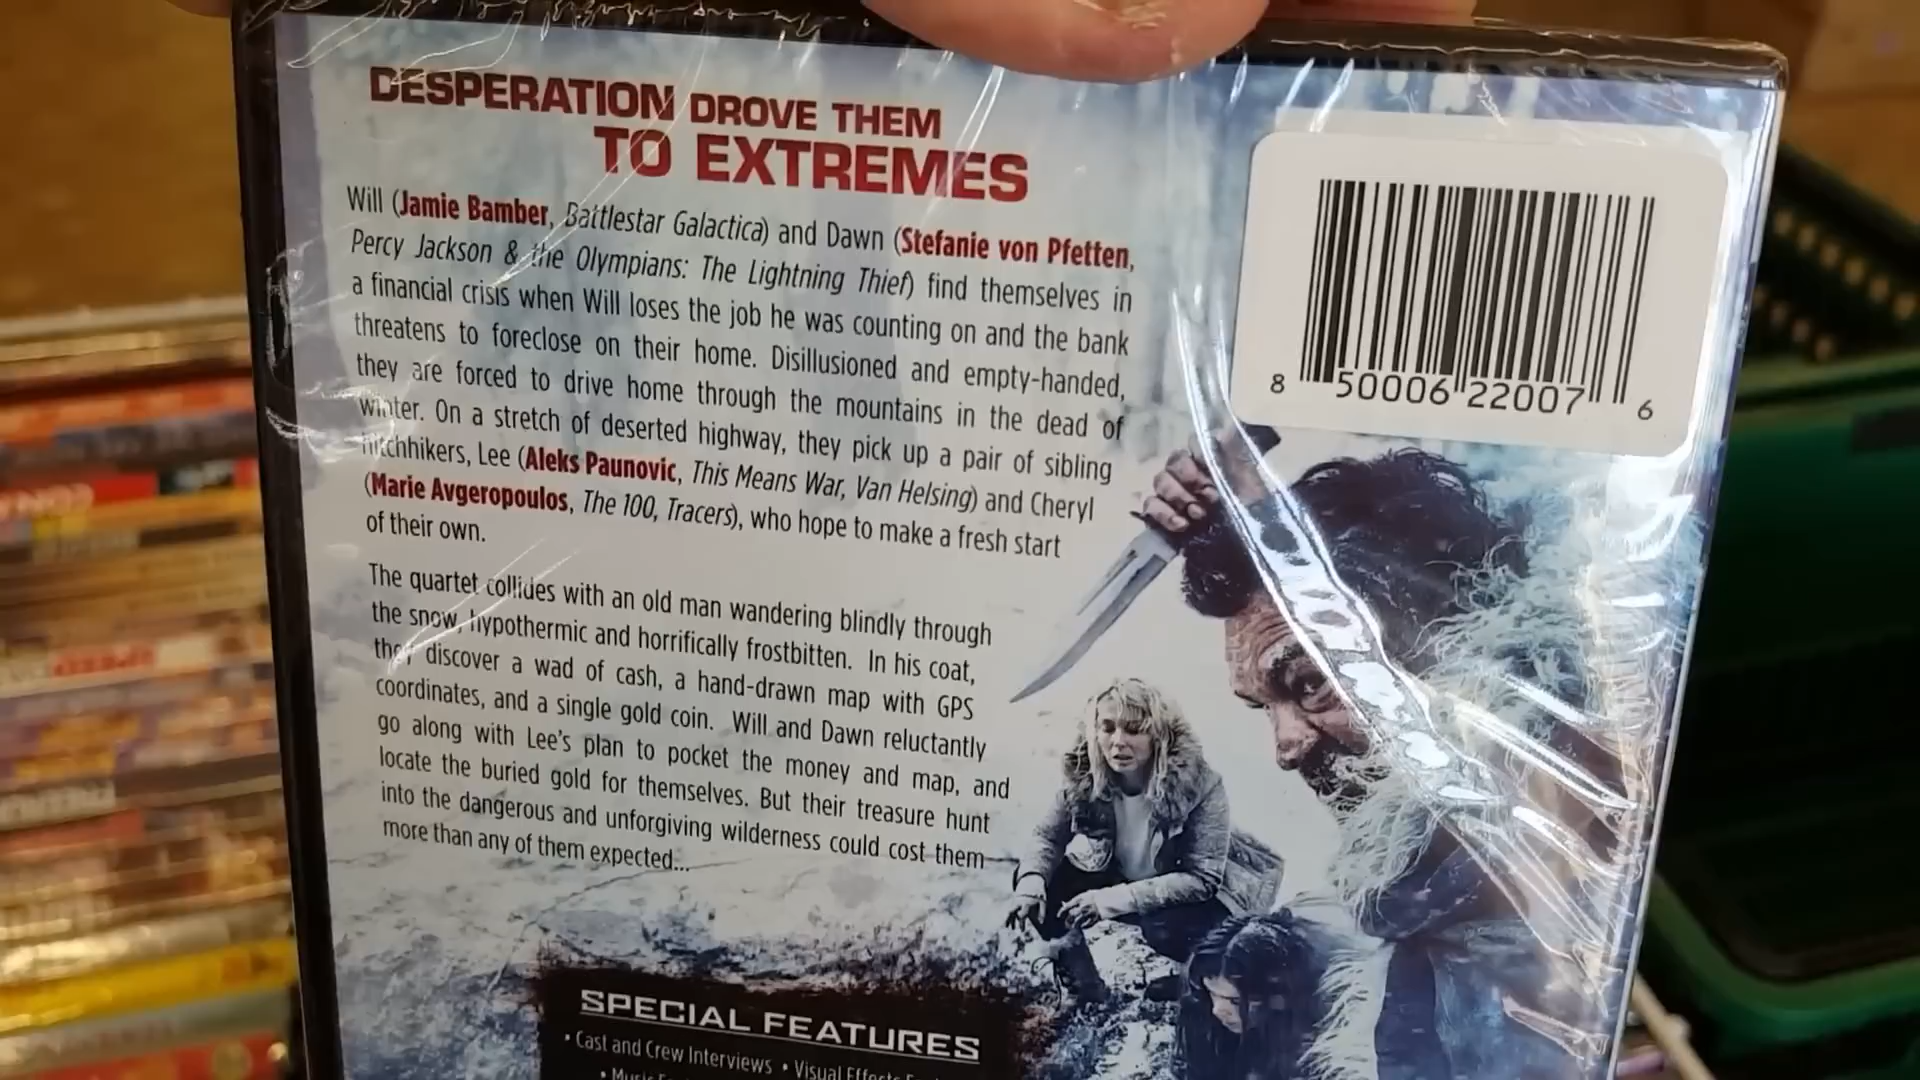 DESPERATION DROVE THEM
TO EXTREMES
Will (Jamie Bamber, Battlestar Galactica) and Dawn (Stefanie von Pfetten,
Percy Jackson & the Olympians: The Lightning Thief) find themselves in
a financial crisis when Will loses the job he was counting on and the bank
threatens to foreclose on their home. Disillusioned and empty-handed,
they are forced to drive home through the mountains in the dead of
winter. On a stretch of deserted highway, they pick up a pair of sibling
hitchhikers, Lee (Aleks Paunovic, This Means War, Van Helsing) and Cheryl
(Marie Avgeropoulos, The 100, Tracers), who hope to make a fresh start
of their own.
The quartet collides with an old man wandering blindly through
the snow, hypothermic and horrifically frostbitten. In his coat,
they discover a wad of cash, a hand-drawn map with GPS
coordinates, and a single gold coin. Will and Dawn reluctantly
go along with Lee's plan to pocket the money and map, and
locate the buried gold for themselves. But their treasure hunt
into the dangerous and unforgiving wilderness could cost them
more than any of them expected...
8 50006 22007 6
SPECIAL FEATURES
• Cast and Crew Interviews • Visual Effects